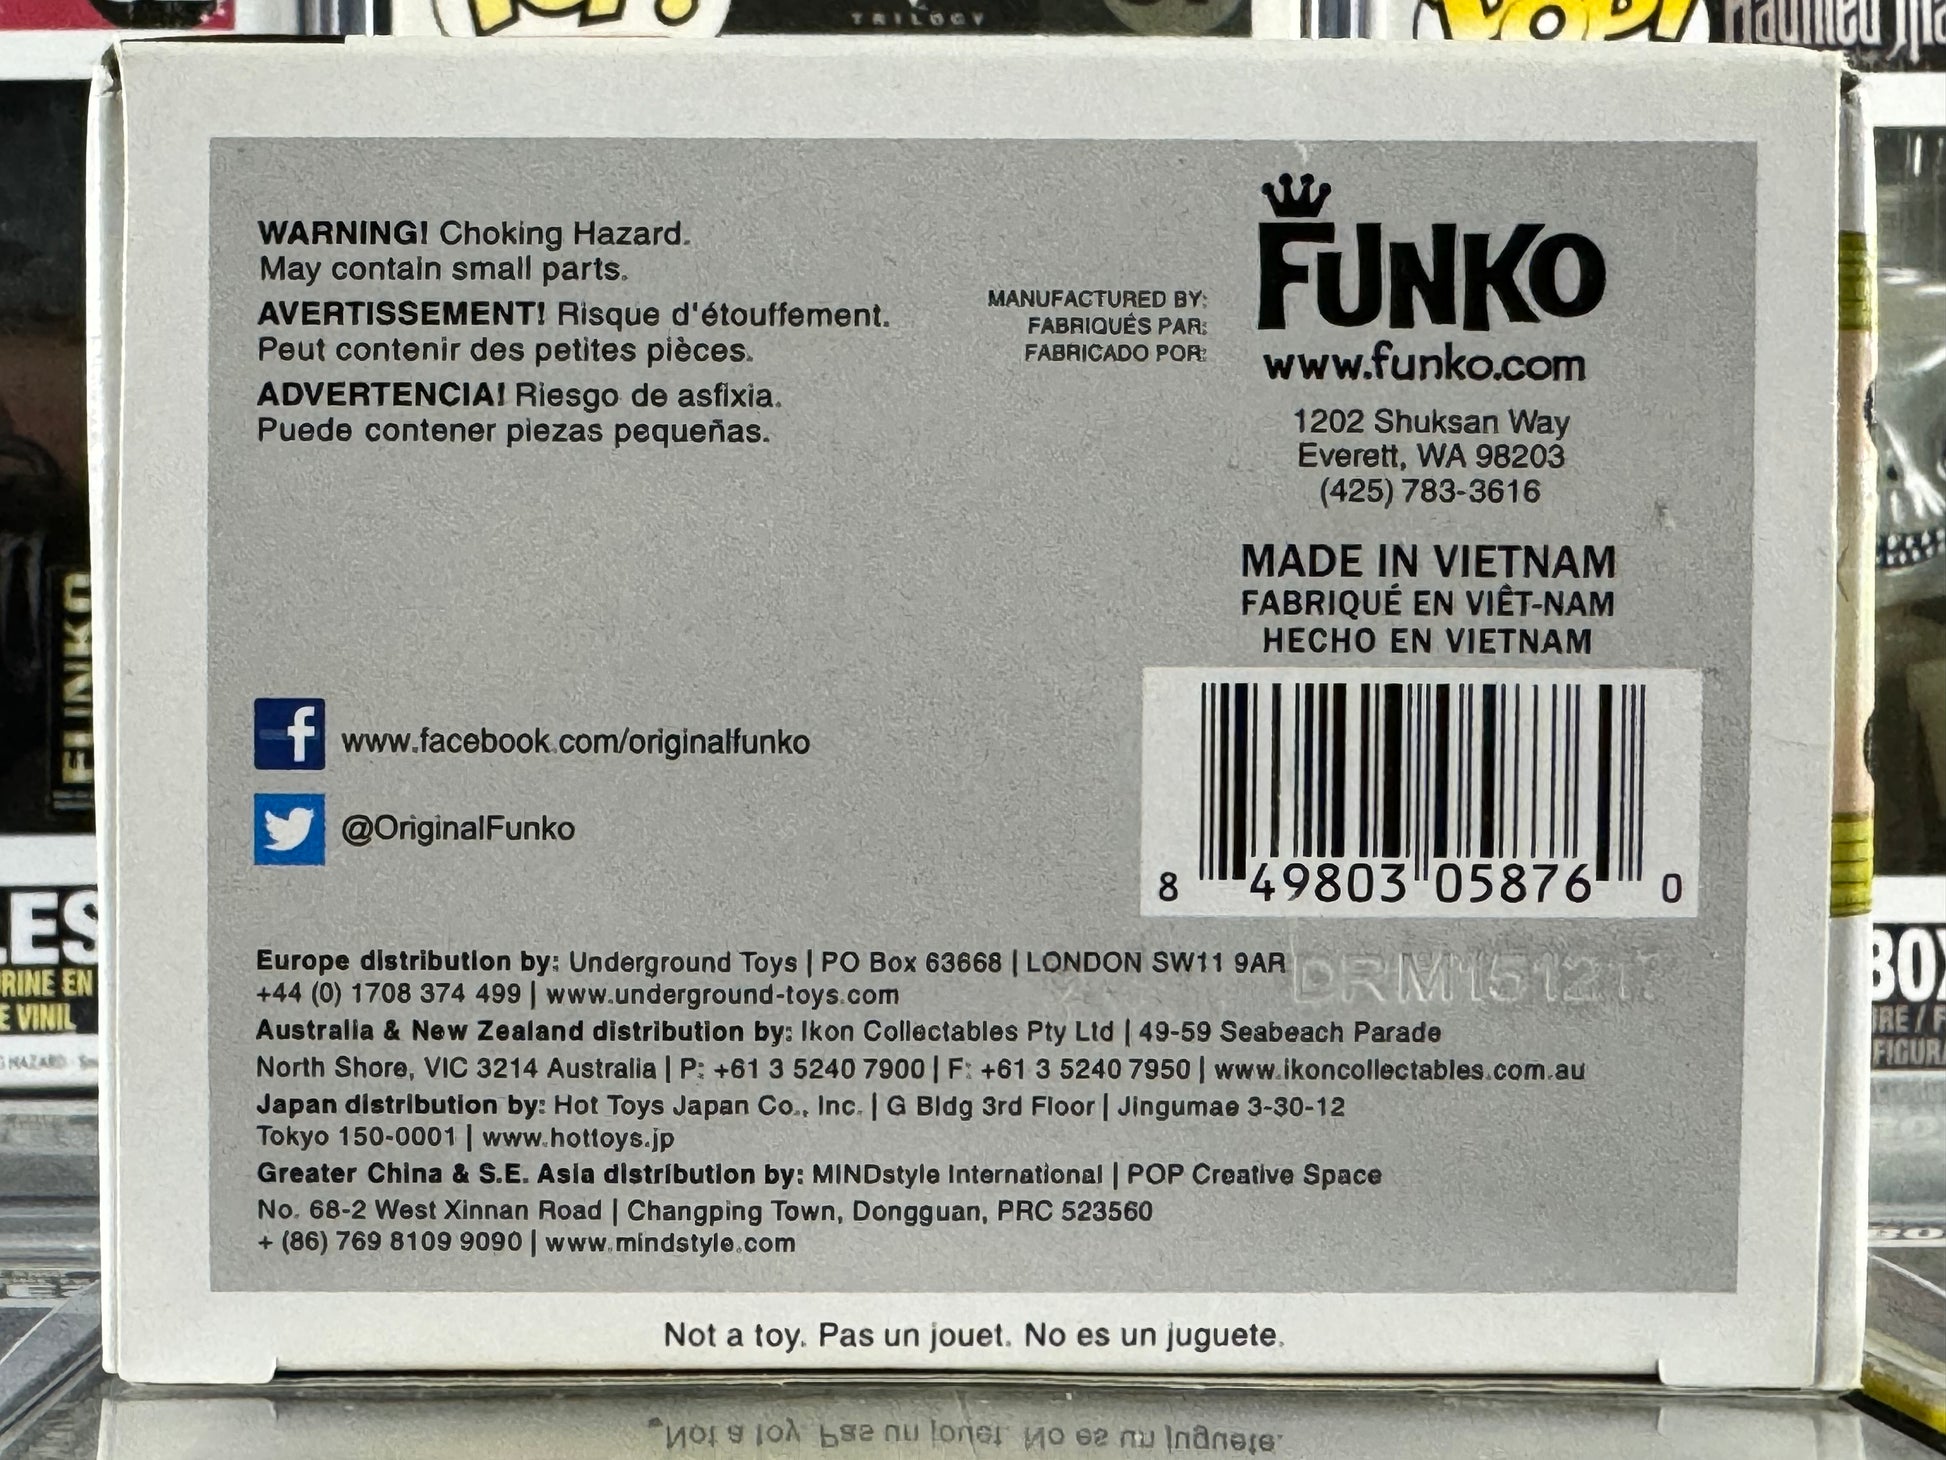 TRILOGY
POP!
Haunted
WARNING! Choking Hazard.
May contain small parts.
AVERTISSEMENT! Risque d'étouffement.
Peut contenir des petites pièces.
ADVERTENCIA! Riesgo de asfixia.
Puede contener piezas pequeñas.
MANUFACTURED BY:
FABRIQUÉS PAR:
FABRICADO POR:
FUNKO
www.funko.com
1202 Shuksan Way
Everett, WA 98203
(425) 783-3616
MADE IN VIETNAM
FABRIQUÉ EN VIÊT-NAM
HECHO EN VIETNAM
f www.facebook.com/originalfunko
@OriginalFunko
8 49803 05876 0
Europe distribution by: Underground Toys | PO Box 63668 | LONDON SW11 9AR
+44 (0) 1708 374 499 | www.underground-toys.com
Australia & New Zealand distribution by: Ikon Collectables Pty Ltd | 49-59 Seabeach Parade
North Shore, VIC 3214 Australia | P: +61 3 5240 7900 | F: +61 3 5240 7950 | www.ikoncollectables.com.au
Japan distribution by: Hot Toys Japan Co., Inc. | G Bldg 3rd Floor | Jingumae 3-30-12
Tokyo 150-0001 | www.hottoys.jp
Greater China & S.E. Asia distribution by: MINDstyle International | POP Creative Space
No. 68-2 West Xinnan Road | Changping Town, Dongguan, PRC 523560
+ (86) 769 8109 9090 | www.mindstyle.com
Not a toy. Pas un jouet. No es un juguete.
FUNKO